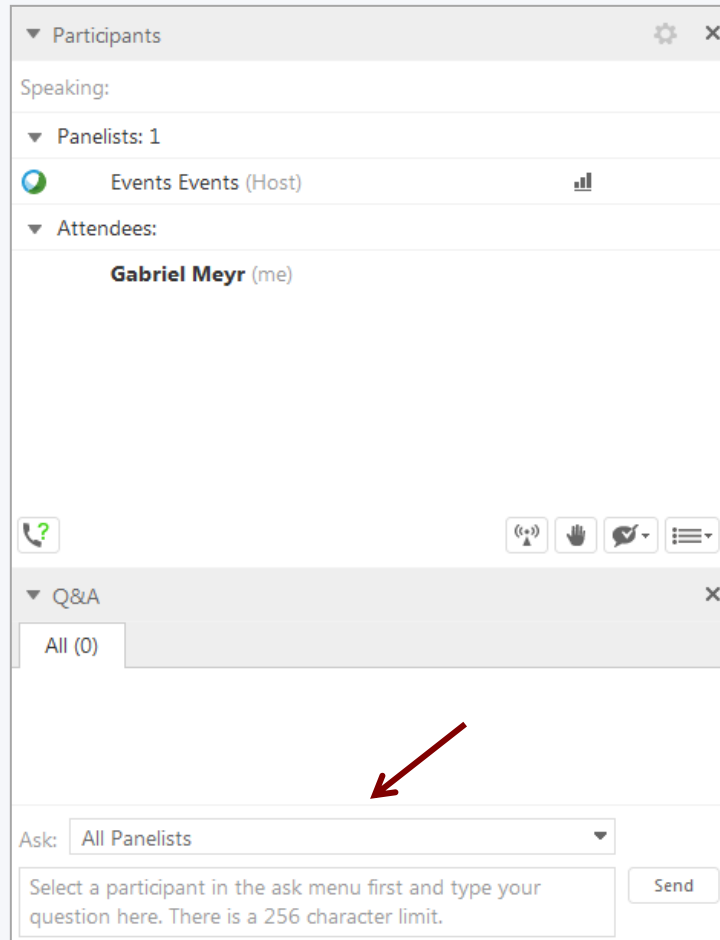 Participants
Speaking:
Panelists: 1
Events Events (Host)
Attendees:
Gabriel Meyr (me)
?
Q&A
All (0)
Ask: All Panelists
Select a participant in the ask menu first and type your
question here. There is a 256 character limit.
Send